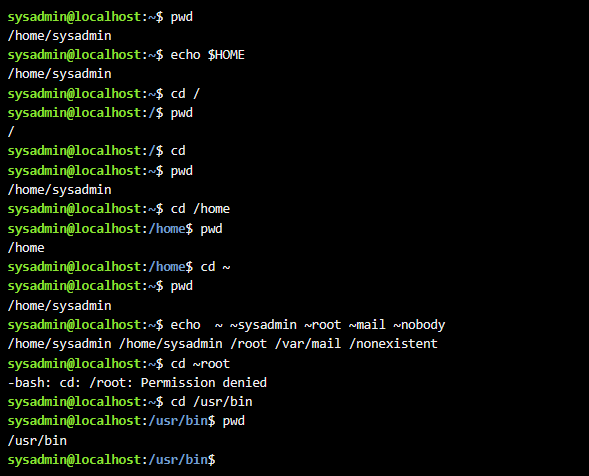 sysadmin@localhost:~$ pwd
/home/sysadmin
sysadmin@localhost:~$ echo $HOME
/home/sysadmin
sysadmin@localhost:~$ cd /
sysadmin@localhost:/$ pwd
/
sysadmin@localhost:/$ cd
sysadmin@localhost:~$ pwd
/home/sysadmin
sysadmin@localhost:~$ cd /home
sysadmin@localhost:/home$ pwd
/home
sysadmin@localhost:/home$ cd ~
sysadmin@localhost:~$ pwd
/home/sysadmin
sysadmin@localhost:~$ echo  ~ ~sysadmin ~root ~mail ~nobody
/home/sysadmin /home/sysadmin /root /var/mail /nonexistent
sysadmin@localhost:~$ cd ~root
-bash: cd: /root: Permission denied
sysadmin@localhost:~$ cd /usr/bin
sysadmin@localhost:/usr/bin$ pwd
/usr/bin
sysadmin@localhost:/usr/bin$